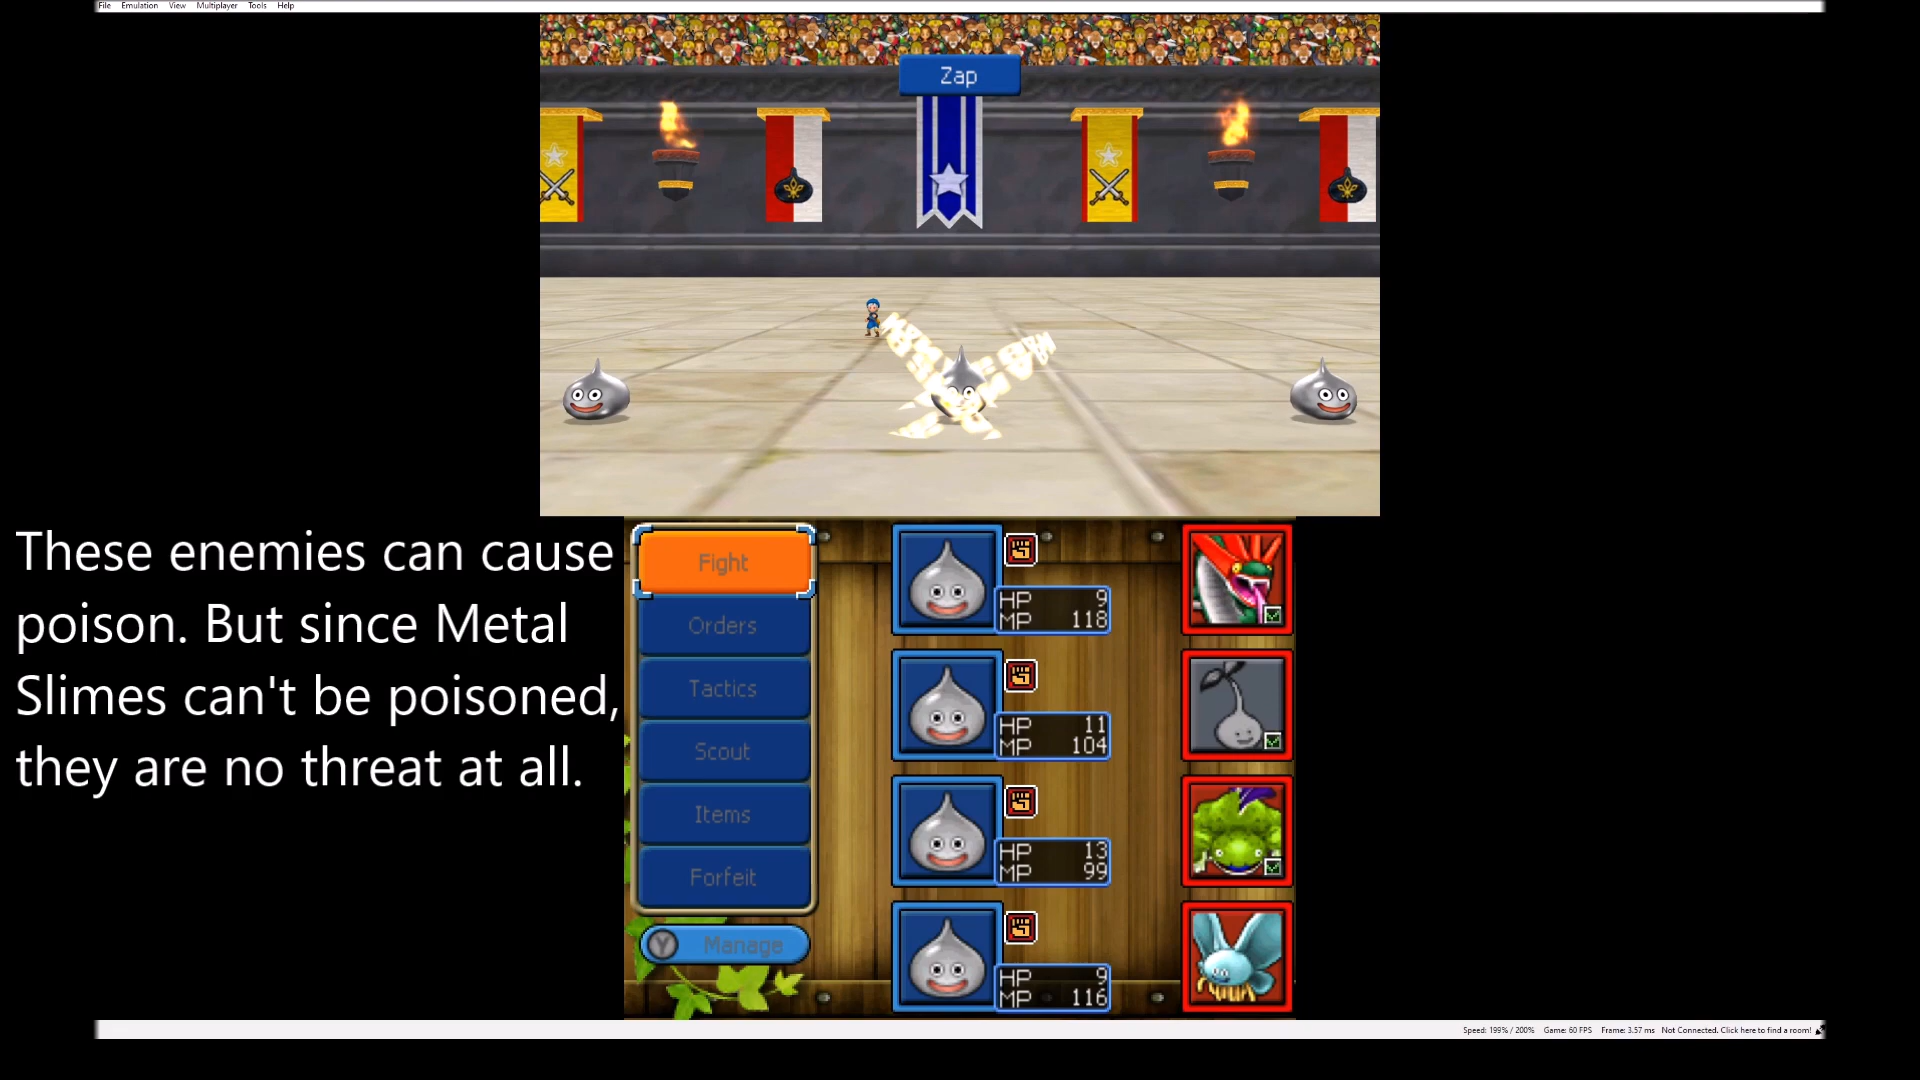 File Emulation View Multiplayer Tools Help
Zap
These enemies can cause
poison. But since Metal
Slimes can't be poisoned,
they are no threat at all.
Fight
Orders
Tactics
Scout
Items
Forfeit
Y Manage
HP 9
MP 118
HP 11
MP 104
HP 13
MP 99
HP 9
MP 116
Speed: 199% / 200% Game: 60 FPS Frame: 3.57 ms Not Connected. Click here to find a room!